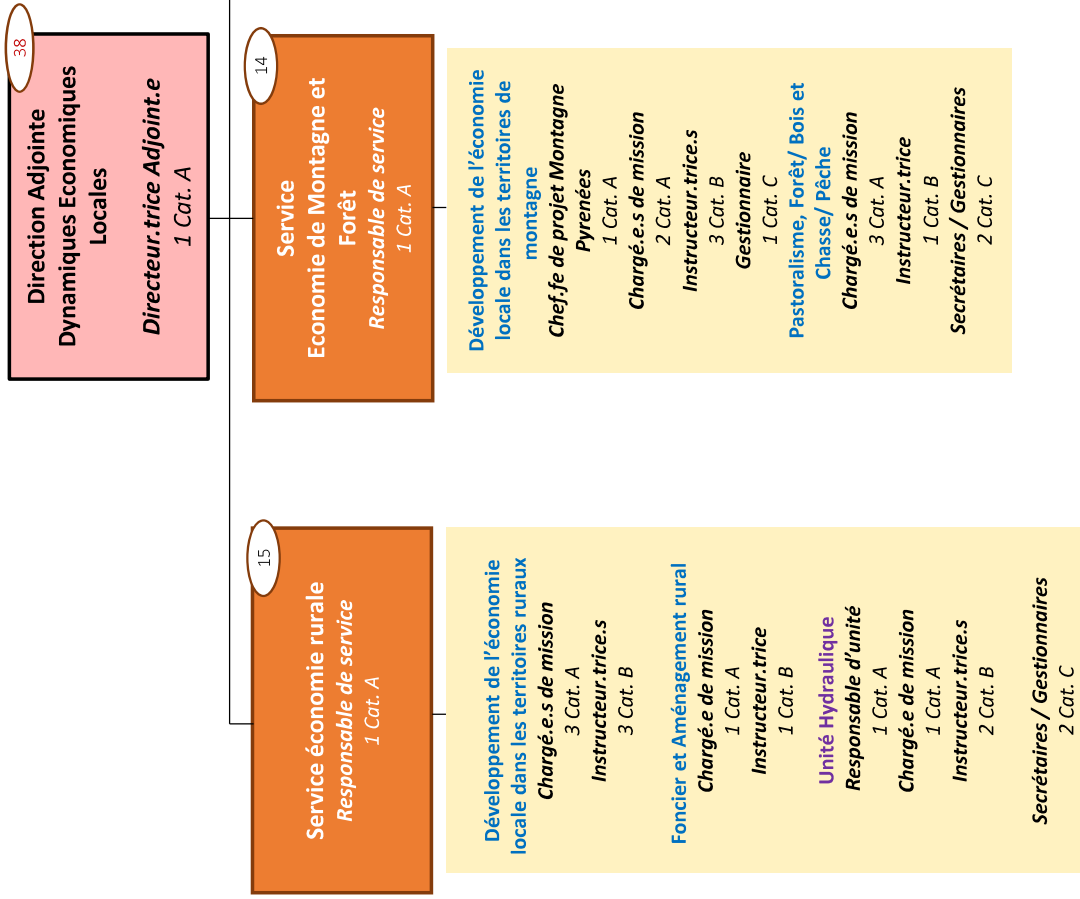 38
Direction Adjointe
Dynamiques Economiques
Locales
Directeur.trice Adjoint.e
1 Cat. A
15
Service économie rurale
Responsable de service
1 Cat. A
Développement de l'économie
locale dans les territoires ruraux
Chargé.e.s de mission
3 Cat. A
Instructeur.trice.s
3 Cat. B
Foncier et Aménagement rural
Chargé.e de mission
1 Cat. A
Instructeur.trice
1 Cat. B
Unité Hydraulique
Responsable d'unité
1 Cat. A
Chargé.e de mission
1 Cat. A
Instructeur.trice.s
2 Cat. B
Secrétaires / Gestionnaires
2 Cat. C
14
Service
Economie de Montagne et
Forêt
Responsable de service
1 Cat. A
Développement de l'économie
locale dans les territoires de
montagne
Chef.fe de projet Montagne
Pyrenées
1 Cat. A
Chargé.e.s de mission
2 Cat. A
Instructeur.trice.s
3 Cat. B
Gestionnaire
1 Cat. C
Pastoralisme, Forêt/ Bois et
Chasse/ Pêche
Chargé.e.s de mission
3 Cat. A
Instructeur.trice
1 Cat. B
Secrétaires / Gestionnaires
2 Cat. C